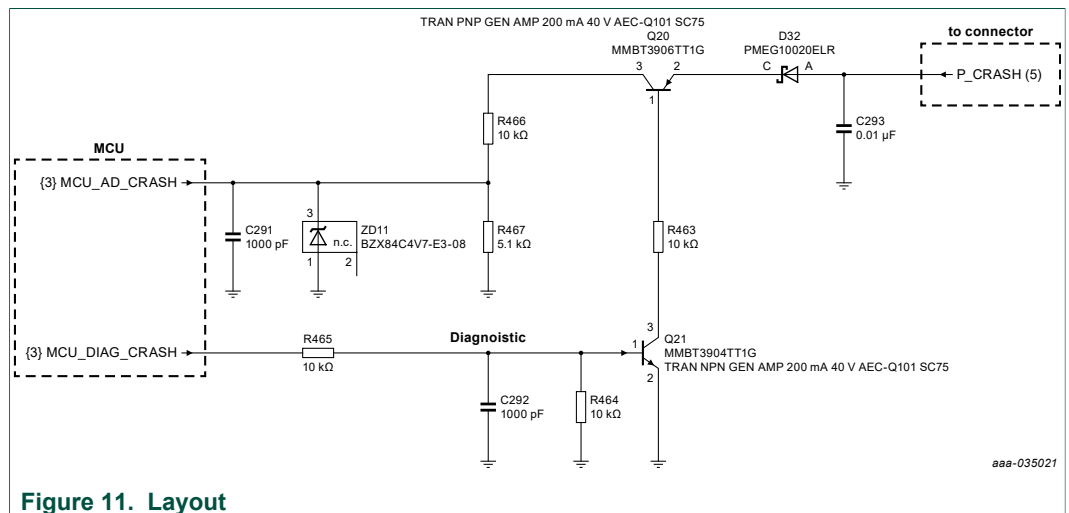 TRAN PNP GEN AMP 200 mA 40 V AEC-Q101 SC75
Q20
MMBT3906TT1G
3
2
1
D32
PMEG10020ELR
C
A
to connector
P_CRASH (5)
C293
0.01 µF
R466
10 kΩ
MCU
{3} MCU_AD_CRASH
C291
1000 pF
3
n.c.
1
2
ZD11
BZX84C4V7-E3-08
R467
5.1 kΩ
R463
10 kΩ
{3} MCU_DIAG_CRASH
R465
10 kΩ
Diagnoistic
C292
1000 pF
R464
10 kΩ
3
1
2
Q21
MMBT3904TT1G
TRAN NPN GEN AMP 200 mA 40 V AEC-Q101 SC75
aaa-035021
Figure 11. Layout